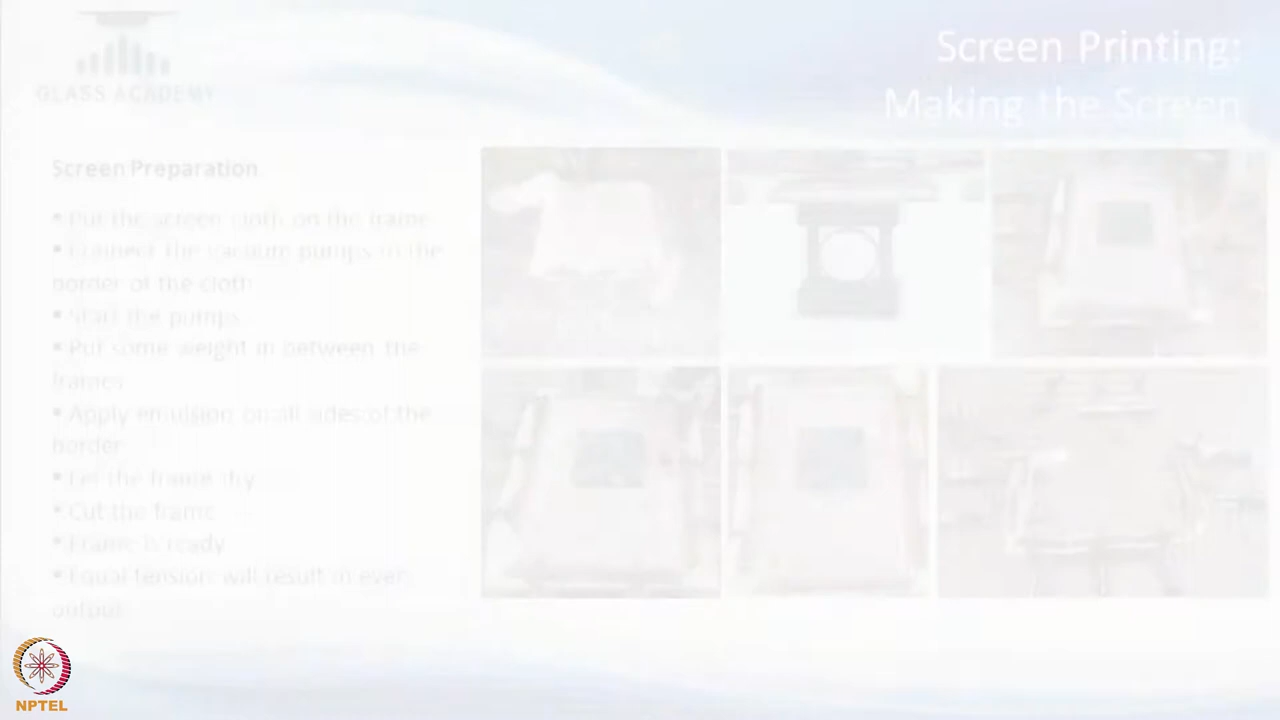 GLASS ACADEMY
Screen Printing:
Making the Screen
Screen Preparation
• Put the screen cloth on the frame
• Connect the vacuum pumps to the
border of the cloth
• Start the pumps
• Put some weight in between the
frames
• Apply emulsion on all sides of the
border
• Let the frame dry
• Cut the frame
• Frame is ready
• Equal tension will result in even
output
NPTEL